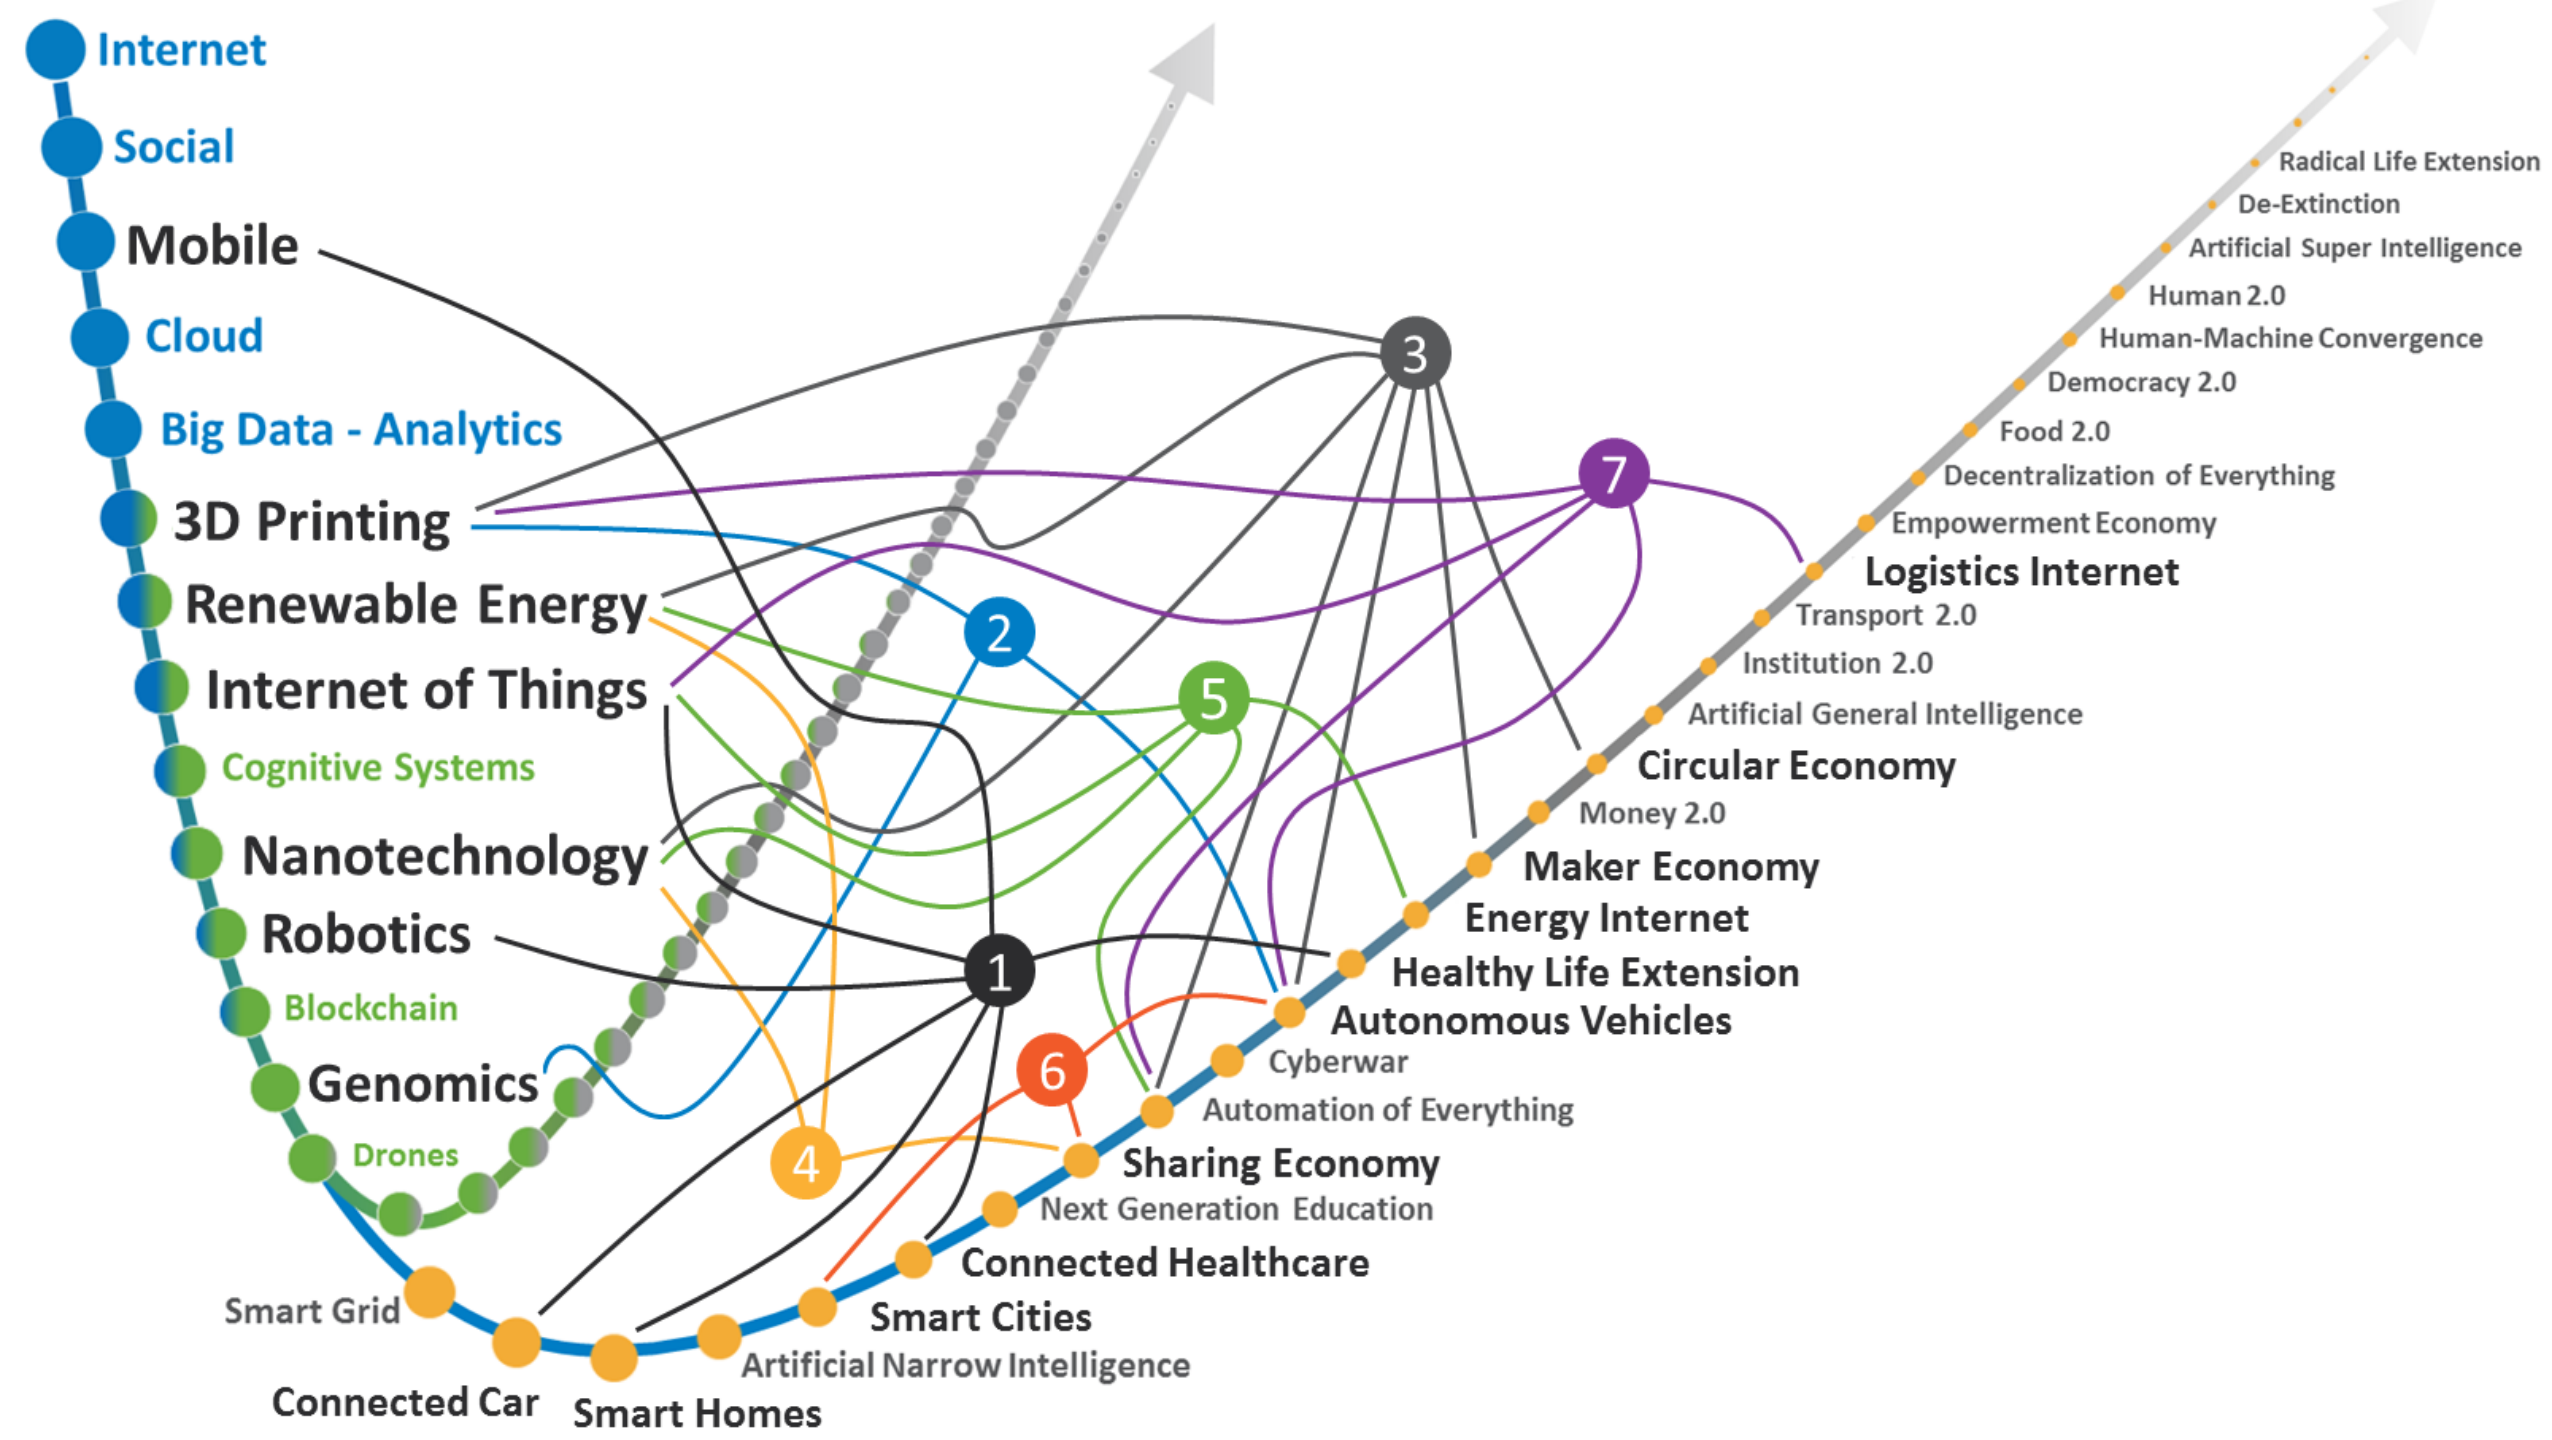 Internet
Social
Mobile
Cloud
Big Data - Analytics
3D Printing
Renewable Energy
Internet of Things
Cognitive Systems
Nanotechnology
Robotics
Blockchain
Genomics
Drones
Smart Grid
Connected Car
Smart Homes
Artificial Narrow Intelligence
Smart Cities
Connected Healthcare
Next Generation Education
Sharing Economy
Automation of Everything
Cyberwar
Autonomous Vehicles
Healthy Life Extension
Energy Internet
Maker Economy
Money 2.0
Circular Economy
Artificial General Intelligence
Institution 2.0
Transport 2.0
Logistics Internet
Empowerment Economy
Decentralization of Everything
Food 2.0
Democracy 2.0
Human-Machine Convergence
Human 2.0
Artificial Super Intelligence
De-Extinction
Radical Life Extension
3
7
2
5
1
6
4